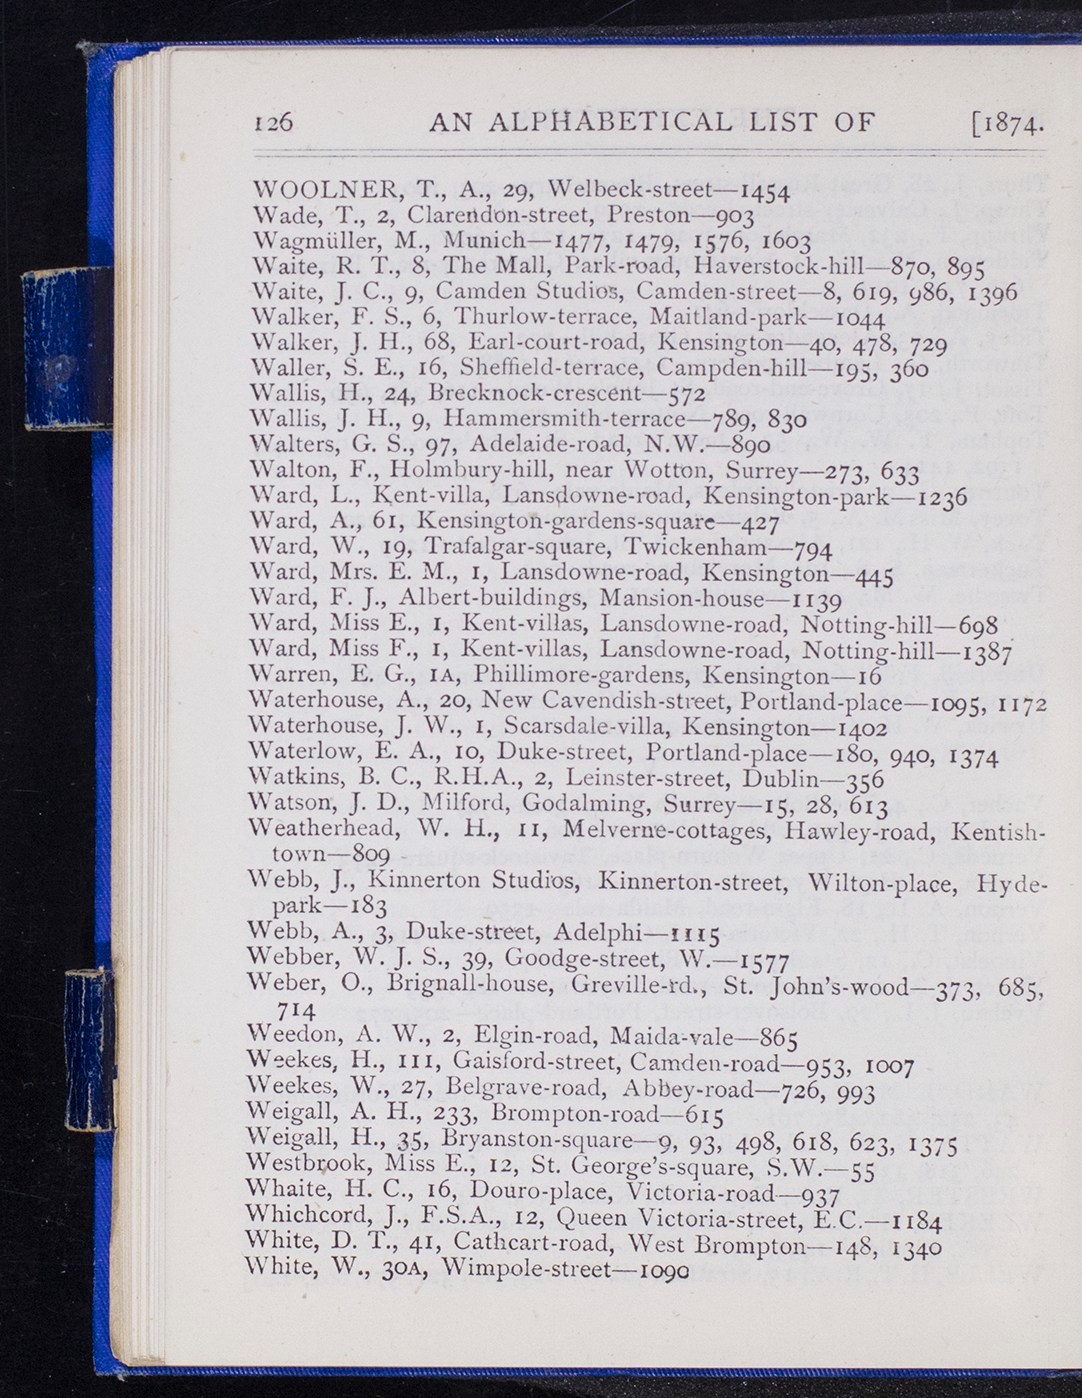 126 AN ALPHABETICAL LIST OF [1874.
WOOLNER, T., A., 29, Welbeck-street—1454
Wade, T., 2, Clarendon-street, Preston—903
Wagmüller, M., Munich—1477, 1479, 1576, 1603
Waite, R. T., 8, The Mall, Park-road, Haverstock-hill—870, 895
Waite, J. C., 9, Camden Studios, Camden-street—8, 619, 986, 1396
Walker, F. S., 6, Thurlow-terrace, Maitland-park—1044
Walker, J. H., 68, Earl-court-road, Kensington—40, 478, 729
Waller, S. E., 16, Sheffield-terrace, Campden-hill—195, 360
Wallis, H., 24, Brecknock-crescent—572
Wallis, J. H., 9, Hammersmith-terrace—789, 830
Walters, G. S., 97, Adelaide-road, N.W.—890
Walton, F., Holmbury-hill, near Wotton, Surrey—273, 633
Ward, L., Kent-villa, Lansdowne-road, Kensington-park—1236
Ward, A., 61, Kensington-gardens-square—427
Ward, W., 19, Trafalgar-square, Twickenham—794
Ward, Mrs. E. M., 1, Lansdowne-road, Kensington—445
Ward, F. J., Albert-buildings, Mansion-house—1139
Ward, Miss E., 1, Kent-villas, Lansdowne-road, Notting-hill—698
Ward, Miss F., 1, Kent-villas, Lansdowne-road, Notting-hill—1387
Warren, E. G., 1A, Phillimore-gardens, Kensington—16
Waterhouse, A., 20, New Cavendish-street, Portland-place—1095, 1172
Waterhouse, J. W., 1, Scarsdale-villa, Kensington—1402
Waterlow, E. A., 10, Duke-street, Portland-place—180, 940, 1374
Watkins, B. C., R.H.A., 2, Leinster-street, Dublin—356
Watson, J. D., Milford, Godalming, Surrey—15, 28, 613
Weatherhead, W. H., 11, Melverne-cottages, Hawley-road, Kentish-
town—809
Webb, J., Kinnerton Studios, Kinnerton-street, Wilton-place, Hyde-
park—183
Webb, A., 3, Duke-street, Adelphi—1115
Webber, W. J. S., 39, Goodge-street, W.—1577
Weber, O., Brignall-house, Greville-rd., St. John's-wood—373, 685,
714
Weedon, A. W., 2, Elgin-road, Maida-vale—865
Weekes, H., 111, Gaisford-street, Camden-road—953, 1007
Weekes, W., 27, Belgrave-road, Abbey-road—726, 993
Weigall, A. H., 233, Brompton-road—615
Weigall, H., 35, Bryanston-square—9, 93, 498, 618, 623, 1375
Westbrook, Miss E., 12, St. George's-square, S.W.—55
Whaite, H. C., 16, Douro-place, Victoria-road—937
Whichcord, J., F.S.A., 12, Queen Victoria-street, E.C.—1184
White, D. T., 41, Cathcart-road, West Brompton—148, 1340
White, W., 30A, Wimpole-street—1090